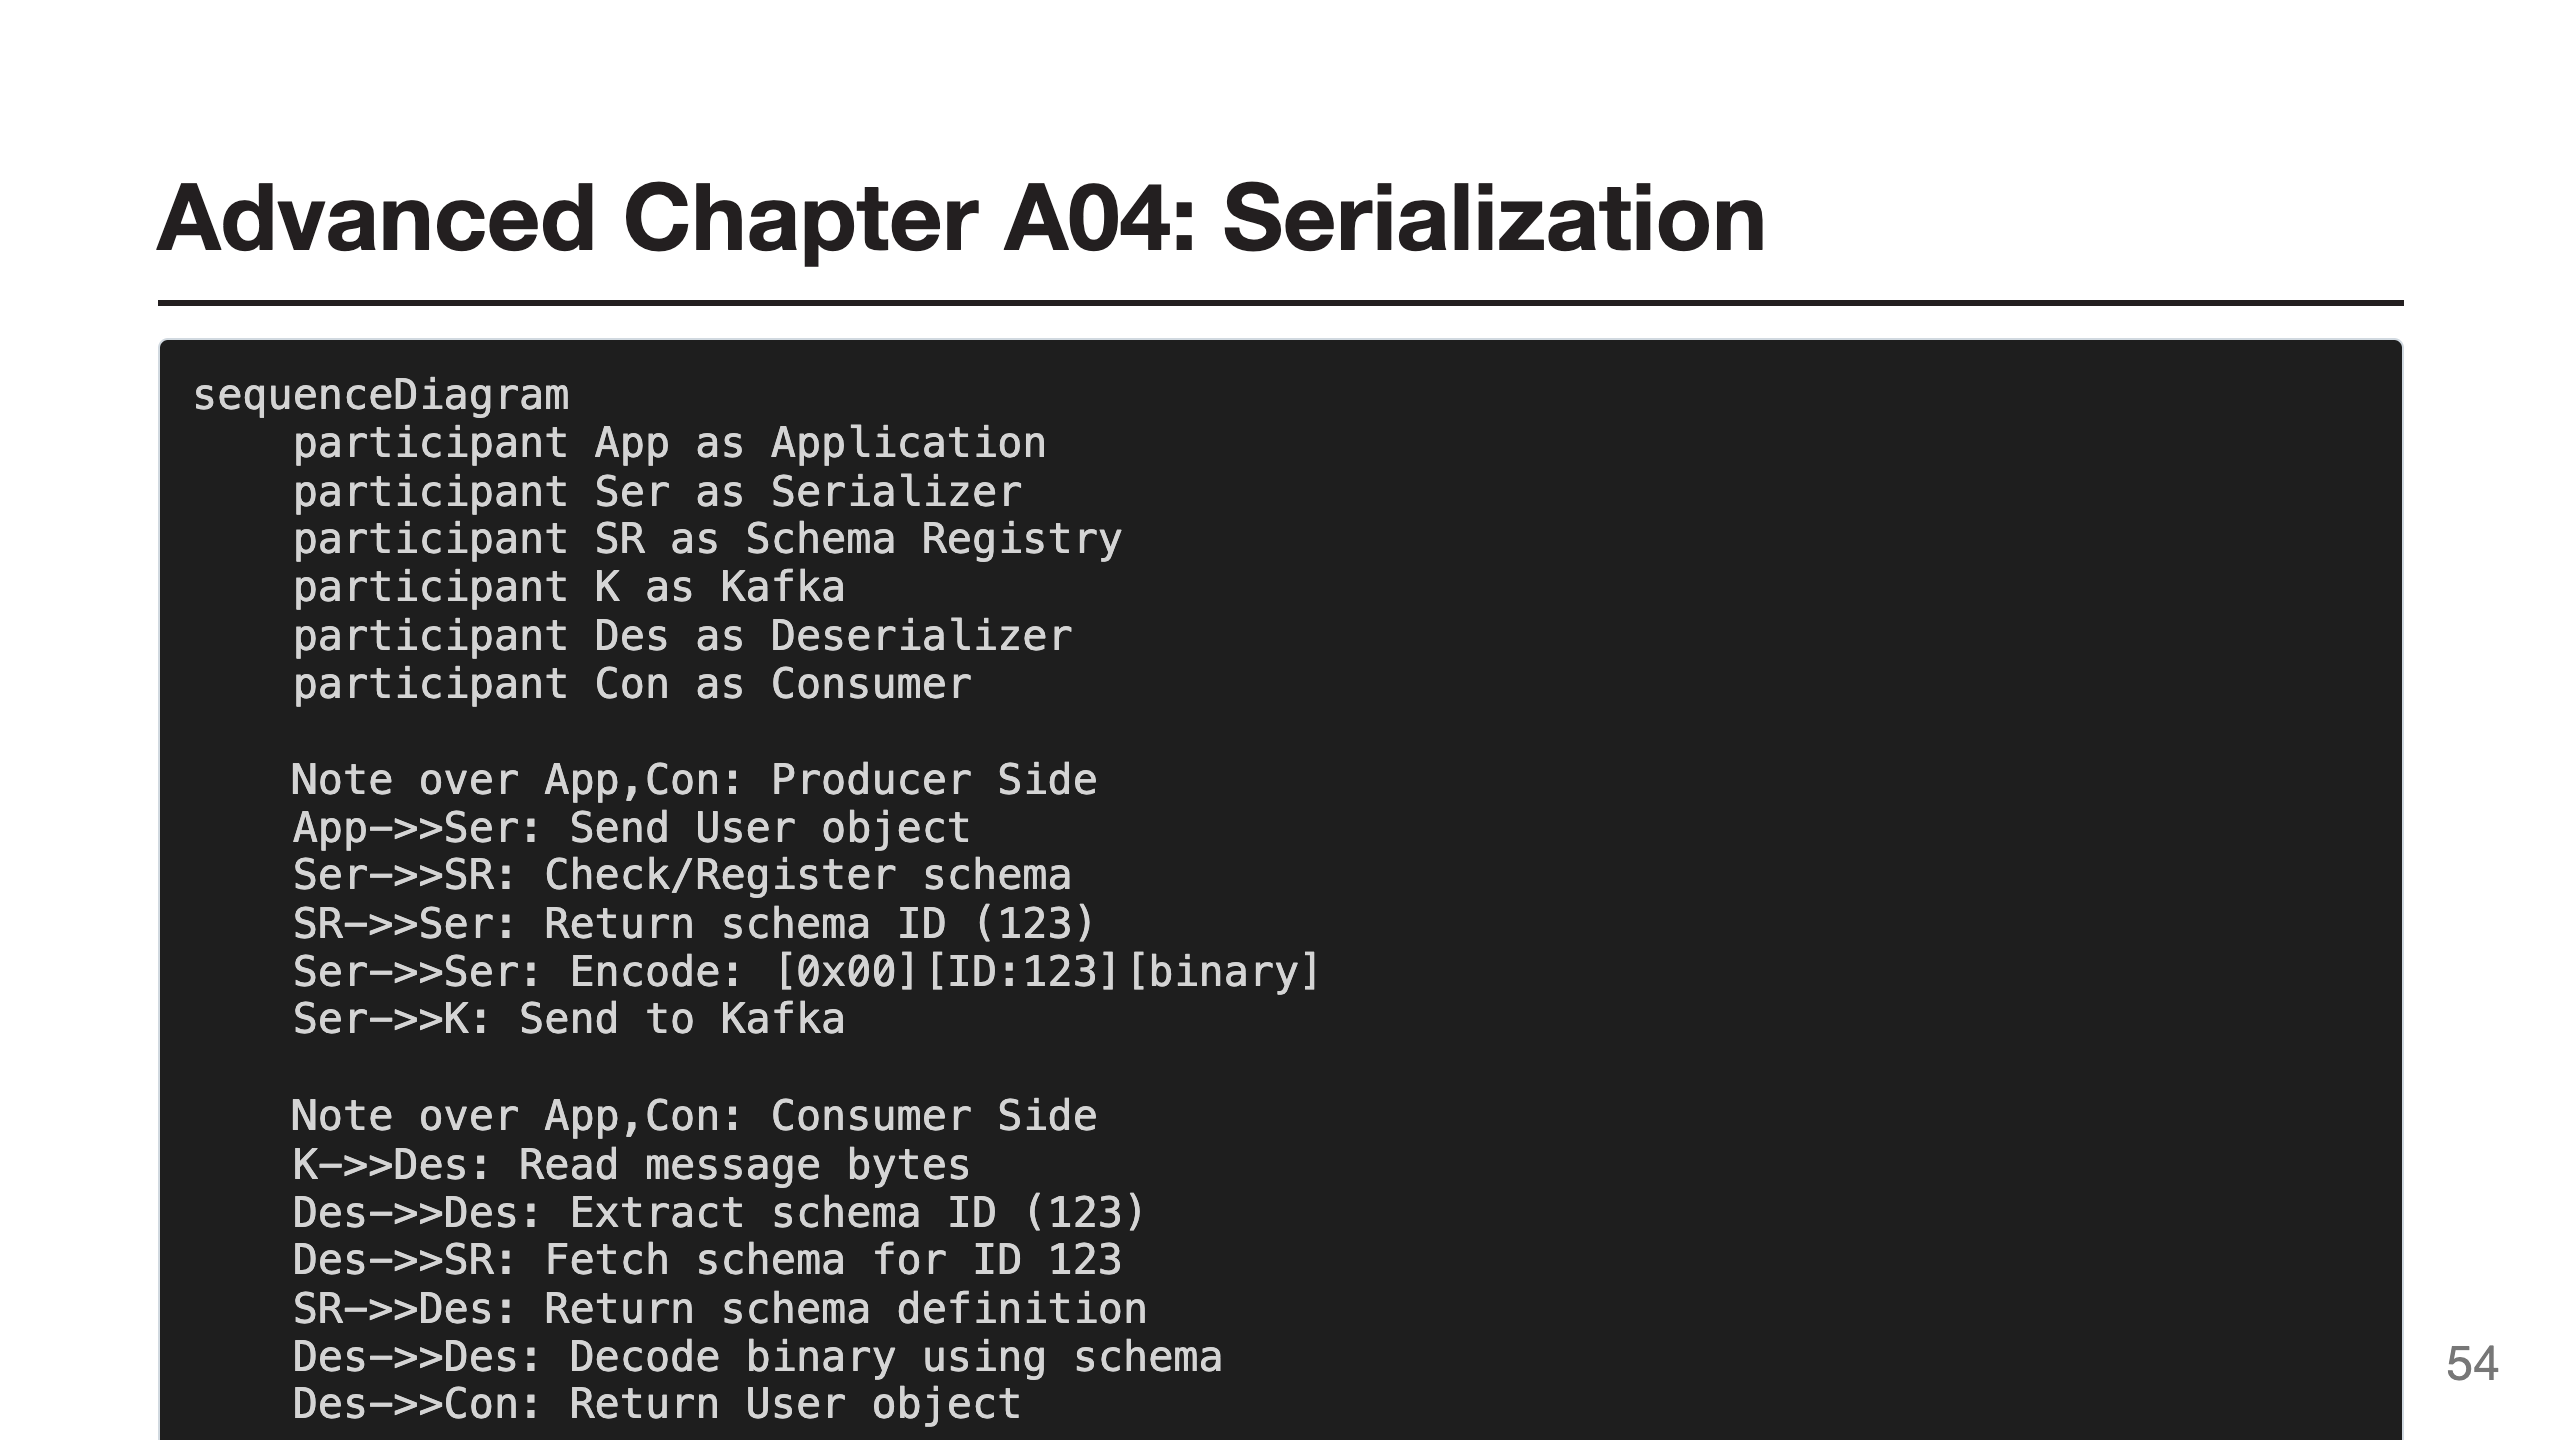 Advanced Chapter A04: Serialization
sequenceDiagram
    participant App as Application
    participant Ser as Serializer
    participant SR as Schema Registry
    participant K as Kafka
    participant Des as Deserializer
    participant Con as Consumer

    Note over App,Con: Producer Side
    App->>Ser: Send User object
    Ser->>SR: Check/Register schema
    SR->>Ser: Return schema ID (123)
    Ser->>Ser: Encode: [0x00][ID:123][binary]
    Ser->>K: Send to Kafka

    Note over App,Con: Consumer Side
    K->>Des: Read message bytes
    Des->>Des: Extract schema ID (123)
    Des->>SR: Fetch schema for ID 123
    SR->>Des: Return schema definition
    Des->>Des: Decode binary using schema
    Des->>Con: Return User object
54